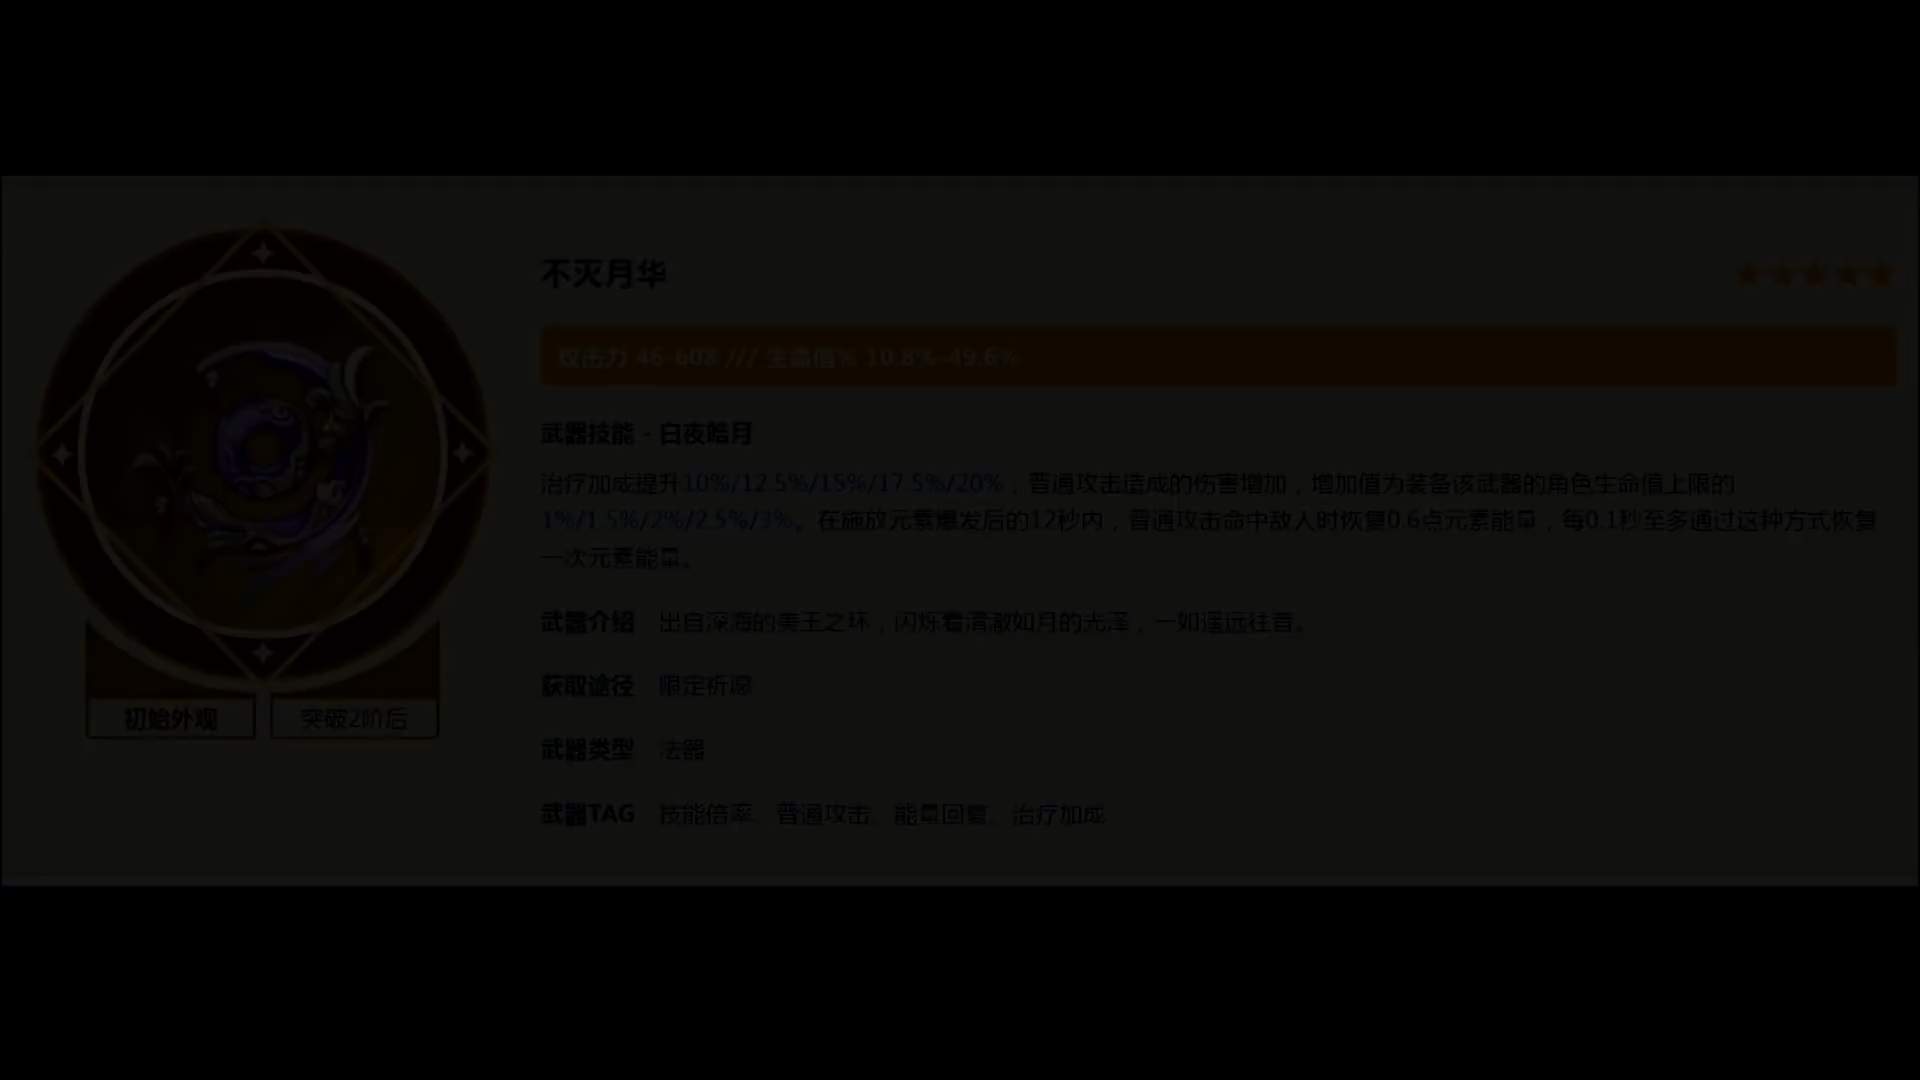 不灭月华
攻击力 46-608 /// 生命值% 10.8%-49.6%
武器技能 - 白夜皓月
治疗加成提升10%/12.5%/15%/17.5%/20%，普通攻击造成的伤害增加，增加值为装备该武器的角色生命值上限的
1%/1.5%/2%/2.5%/3%。在施放元素爆发后的12秒内，普通攻击命中敌人时恢复0.6点元素能量，每0.1秒至多通过这种方式恢复
一次元素能量。
武器介绍 出自深海的美玉之环，闪烁着清澈如月的光泽，一如遥远往昔。
获取途径 限定祈愿
初始外观 突破2阶后
武器类型 法器
武器TAG 技能倍率、普通攻击、能量回复、治疗加成